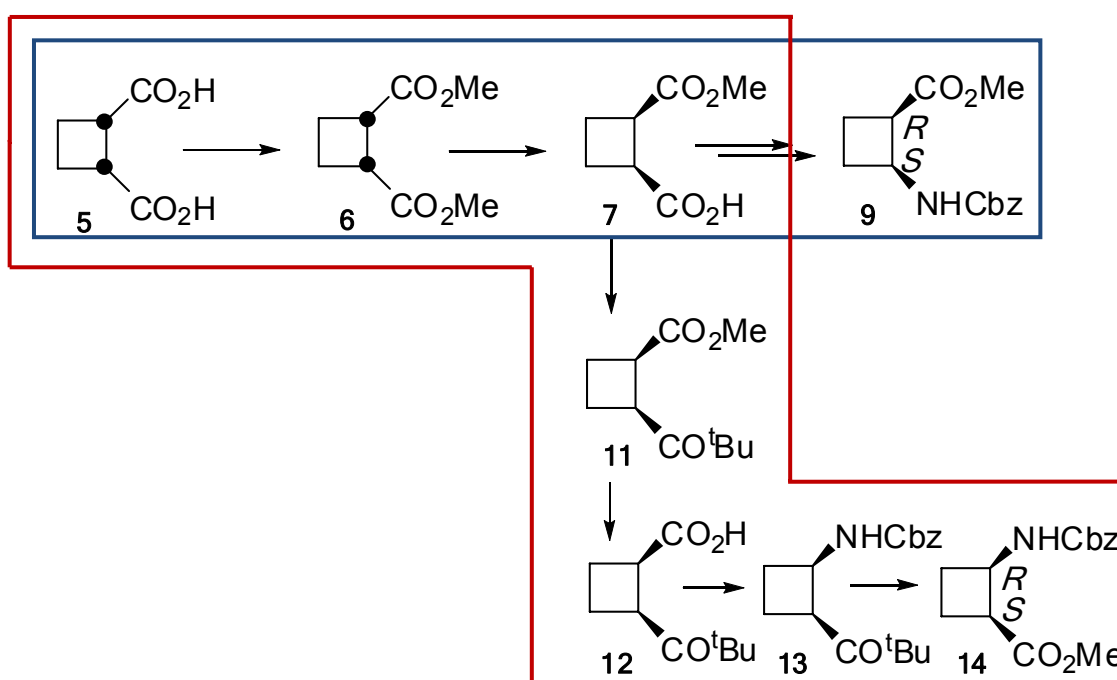 CO₂H
CO₂H
5
CO₂Me
CO₂Me
6
CO₂Me
CO₂H
7
CO₂Me
R
S
NHCbz
9
CO₂Me
COᵗBu
11
CO₂H
COᵗBu
12
NHCbz
COᵗBu
13
NHCbz
R
S
CO₂Me
14